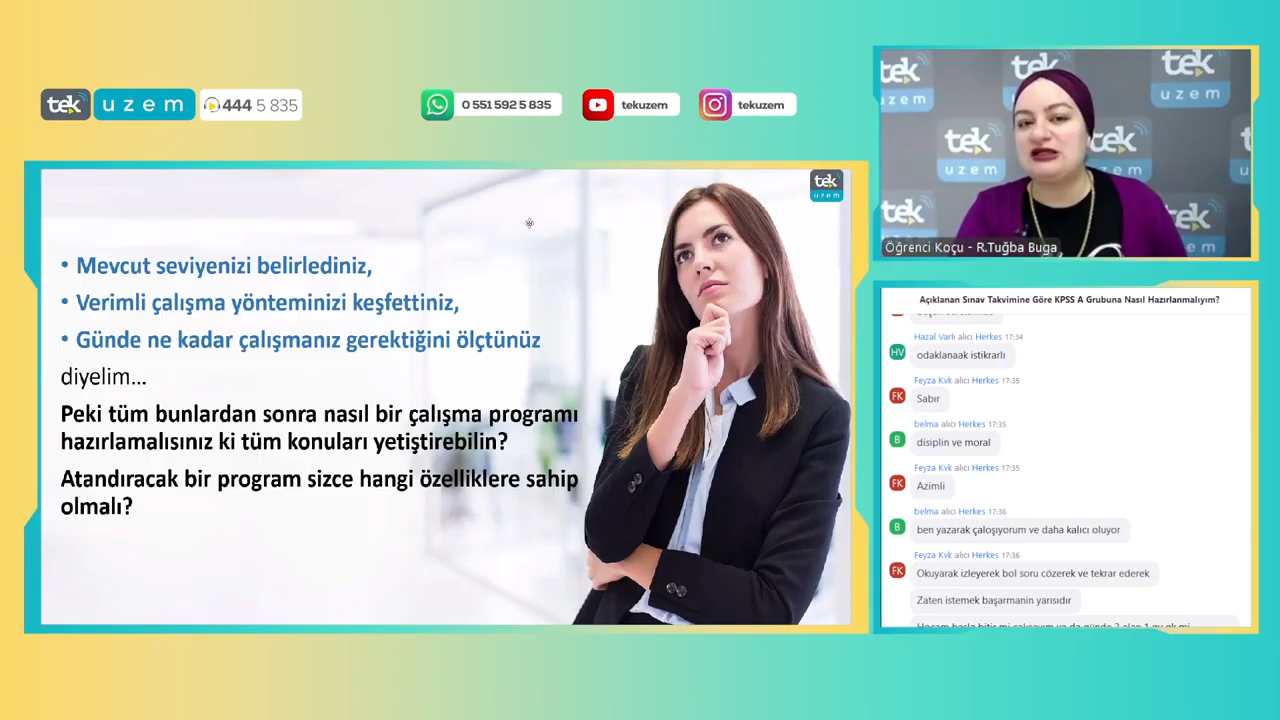 tek uzem 444 5 835
0 551 592 5 835
tekuzem
tekuzem
tek
uzem
• Mevcut seviyenizi belirlediniz,
• Verimli çalışma yönteminizi keşfettiniz,
• Günde ne kadar çalışmanız gerektiğini ölçtünüz
diyelim...
Peki tüm bunlardan sonra nasıl bir çalışma programı
hazırlamalısınız ki tüm konuları yetiştirebilin?
Atandıracak bir program sizce hangi özelliklere sahip
olmalı?
tek
uzem
tek
uzem
Öğrenci Koçu - R.Tuğba Buga
Açıklanan Sınav Takvimine Göre KPSS A Grubuna Nasıl Hazırlanmalıyım?
Hazal Varli alıcı Herkes 17:34
HV odaklanaak istikrarlı
Feyza Kvk alıcı Herkes 17:35
FK Sabır
belma alıcı Herkes 17:35
B disiplin ve moral
Feyza Kvk alıcı Herkes 17:35
FK Azimli
belma alıcı Herkes 17:36
B ben yazarak çaloşıyorum ve daha kalıcı oluyor
Feyza Kvk alıcı Herkes 17:36
FK Okuyarak izleyerek bol soru cözerek ve tekrar ederek
Zaten istemek başarmanin yarısıdır